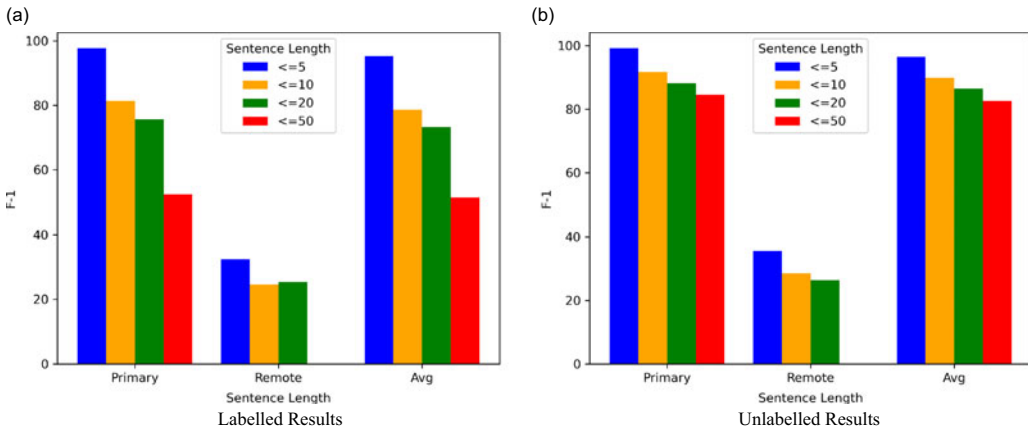 (a)
100
80
60
40
20
0
F-1
Sentence Length
<=5
<=10
<=20
<=50
Primary
Remote
Avg
Sentence Length
Labelled Results
(b)
100
80
60
40
20
0
F-1
Sentence Length
<=5
<=10
<=20
<=50
Primary
Remote
Avg
Sentence Length
Unlabelled Results